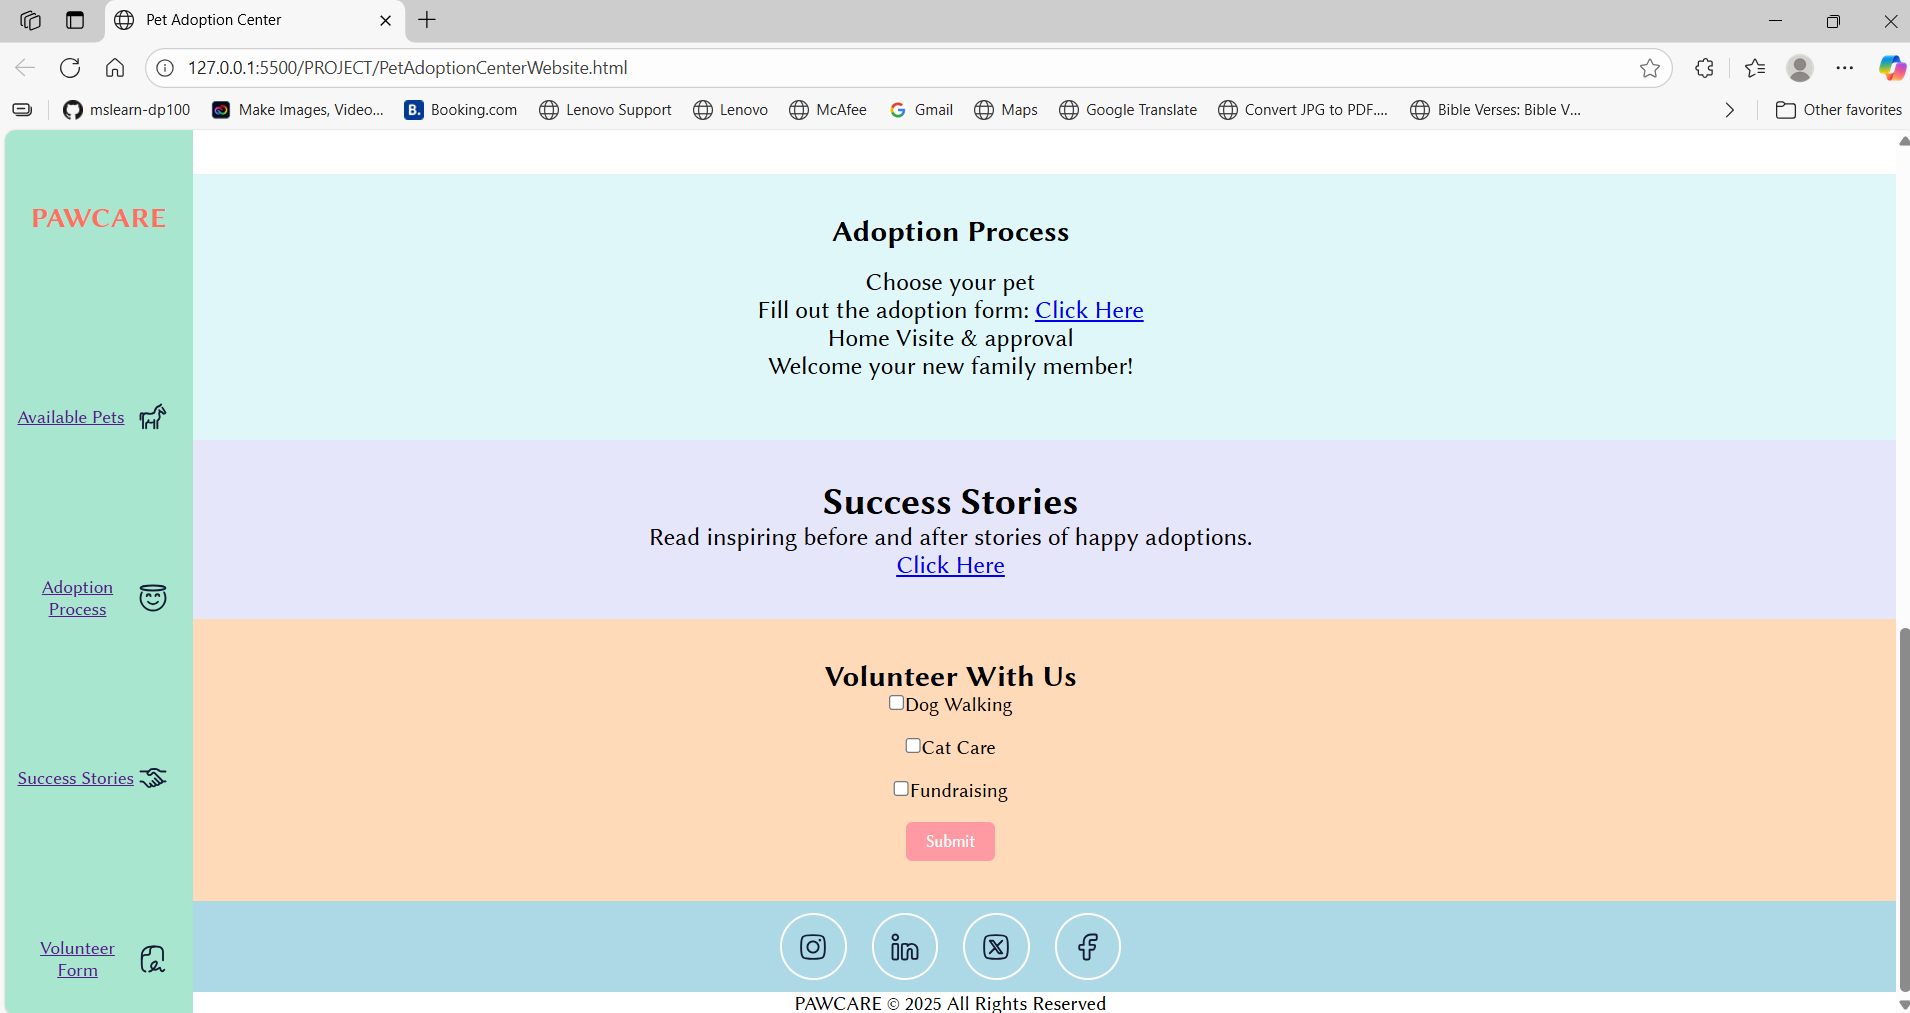 Pet Adoption Center
127.0.0.1:5500/PROJECT/PetAdoptionCenterWebsite.html
mslearn-dp100
Make Images, Video...
B.
Booking.com
Lenovo Support
Lenovo
McAfee
G
Gmail
Maps
Google Translate
Convert JPG to PDF....
Bible Verses: Bible V...
Other favorites
PAWCARE
Available Pets
Adoption
Process
Success Stories
Volunteer
Form
Adoption Process
Choose your pet
Fill out the adoption form: Click Here
Home Visite & approval
Welcome your new family member!
Success Stories
Read inspiring before and after stories of happy adoptions.
Click Here
Volunteer With Us
Dog Walking
Cat Care
Fundraising
Submit
PAWCARE © 2025 All Rights Reserved